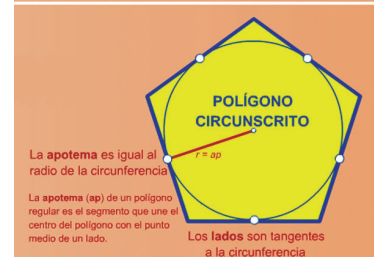 POLÍGONO
CIRCUNSCRITO
La apotema es igual al
radio de la circunferencia
r = ap
La apotema (ap) de un polígono
regular es el segmento que une el
centro del polígono con el punto
medio de un lado.
Los lados son tangentes
a la circunferencia